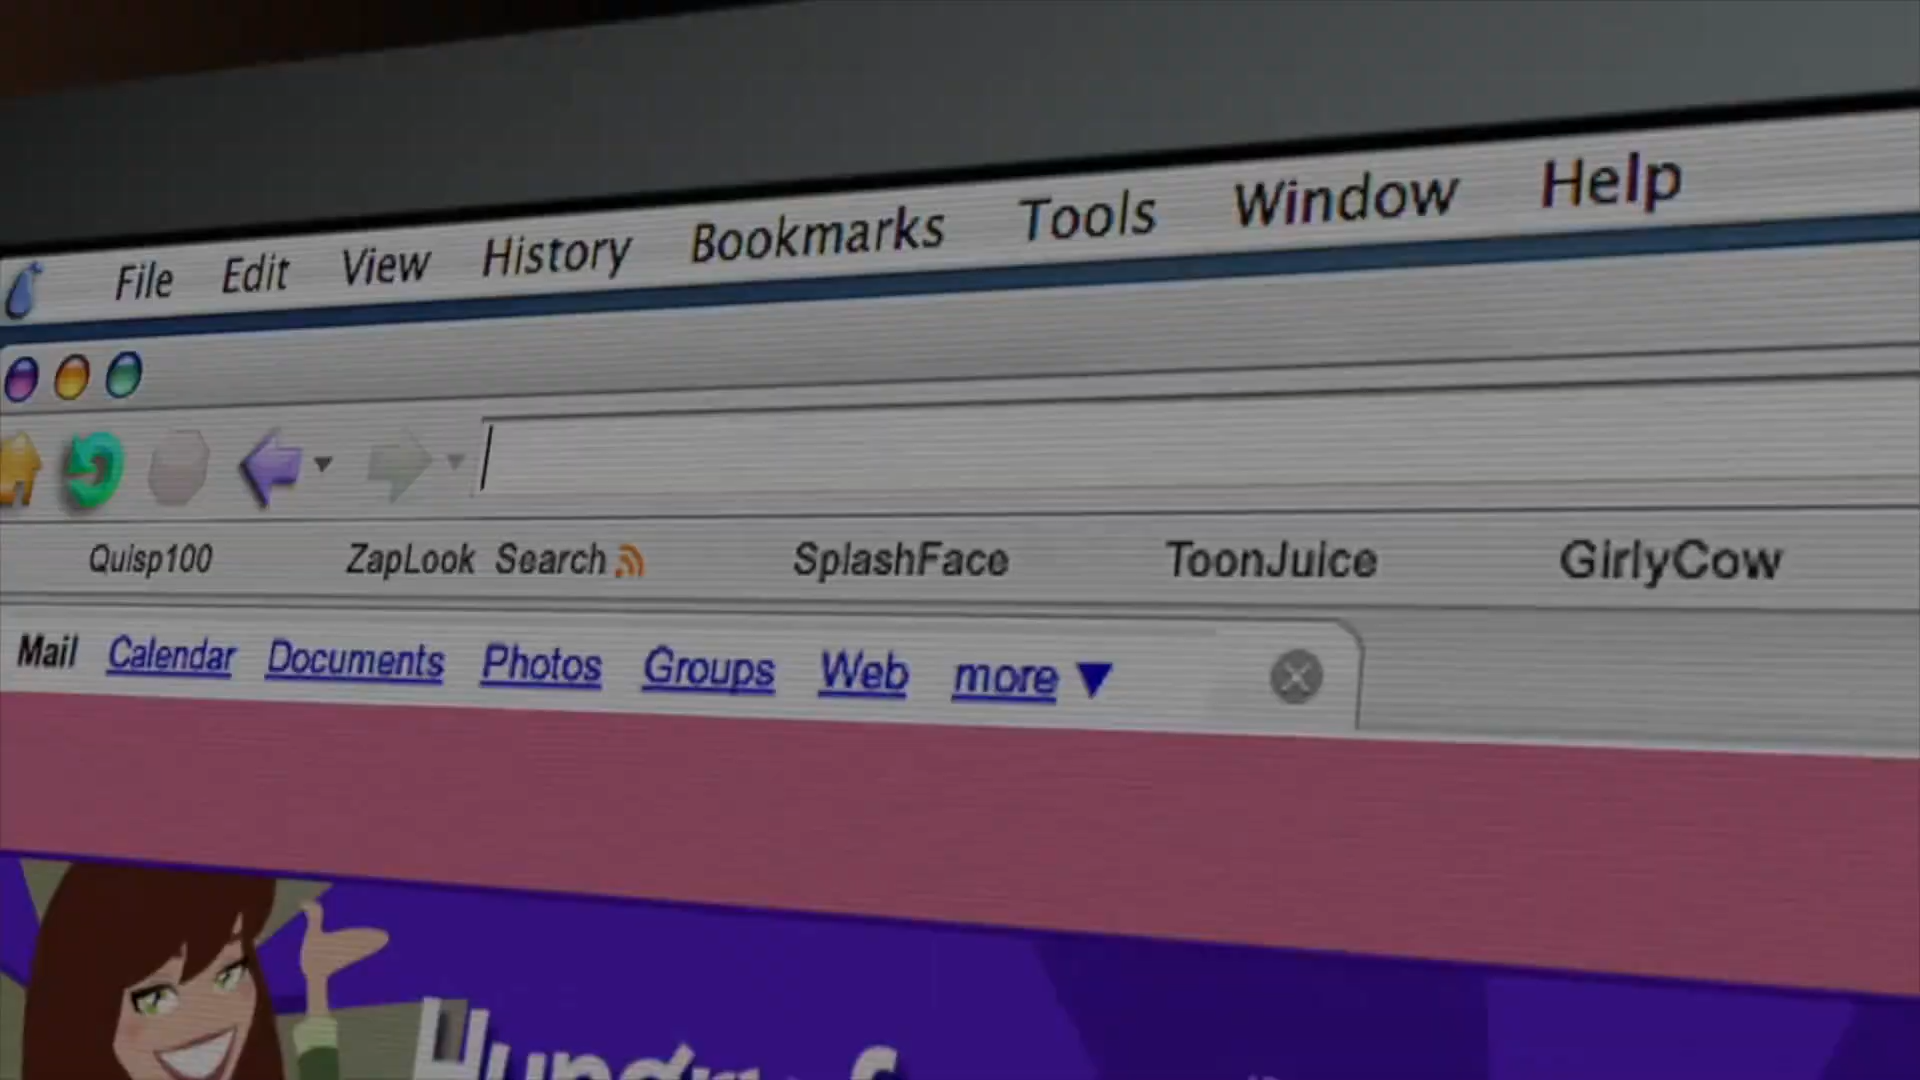 File Edit View History Bookmarks Tools Window Help
Quisp100 ZapLook Search SplashFace ToonJuice GirlyCow
Mail Calendar Documents Photos Groups Web more
Hungry f